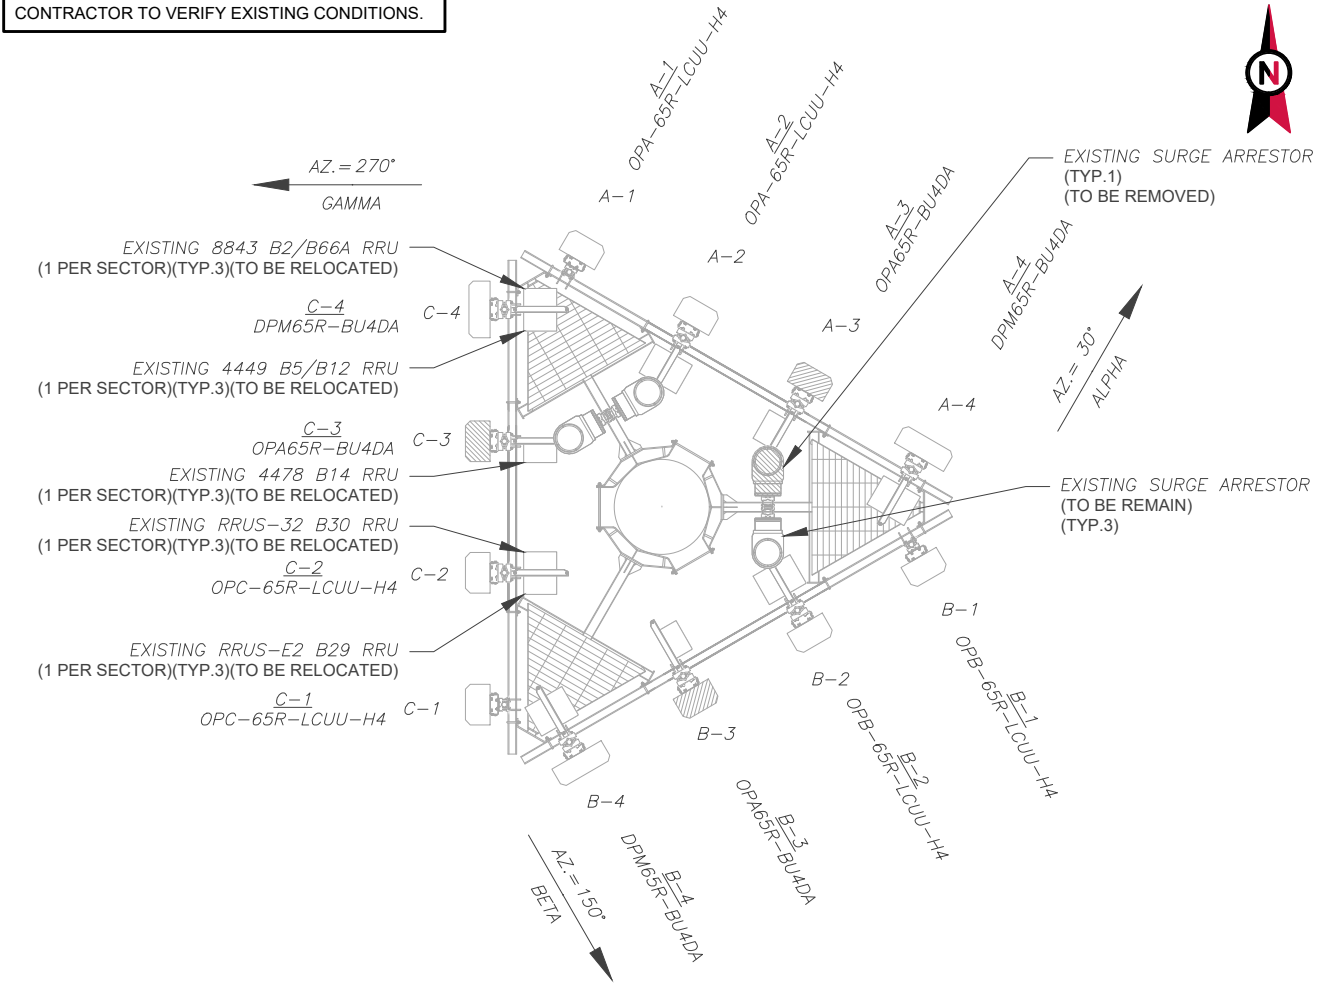 CONTRACTOR TO VERIFY EXISTING CONDITIONS.
N
AZ.= 270°
GAMMA
A-1
OPA-65R-LCUU-H4
A-2
OPA-65R-LCUU-H4
A-3
OPA65R-BU4DA
A-4
DPM65R-BU4DA
AZ.= 30°
ALPHA
A-1
A-2
A-3
A-4
EXISTING SURGE ARRESTOR
(TYP.1)
(TO BE REMOVED)
EXISTING SURGE ARRESTOR
(TO BE REMAIN)
(TYP.3)
EXISTING 8843 B2/B66A RRU
(1 PER SECTOR)(TYP.3)(TO BE RELOCATED)
C-4
DPM65R-BU4DA
C-4
EXISTING 4449 B5/B12 RRU
(1 PER SECTOR)(TYP.3)(TO BE RELOCATED)
C-3
OPA65R-BU4DA
C-3
EXISTING 4478 B14 RRU
(1 PER SECTOR)(TYP.3)(TO BE RELOCATED)
EXISTING RRUS-32 B30 RRU
(1 PER SECTOR)(TYP.3)(TO BE RELOCATED)
C-2
OPC-65R-LCUU-H4
C-2
EXISTING RRUS-E2 B29 RRU
(1 PER SECTOR)(TYP.3)(TO BE RELOCATED)
C-1
OPC-65R-LCUU-H4
C-1
B-1
B-2
B-3
B-4
B-1
OPB-65R-LCUU-H4
B-2
OPB-65R-LCUU-H4
B-3
OPA65R-BU4DA
B-4
DPM65R-BU4DA
AZ.= 150°
BETA